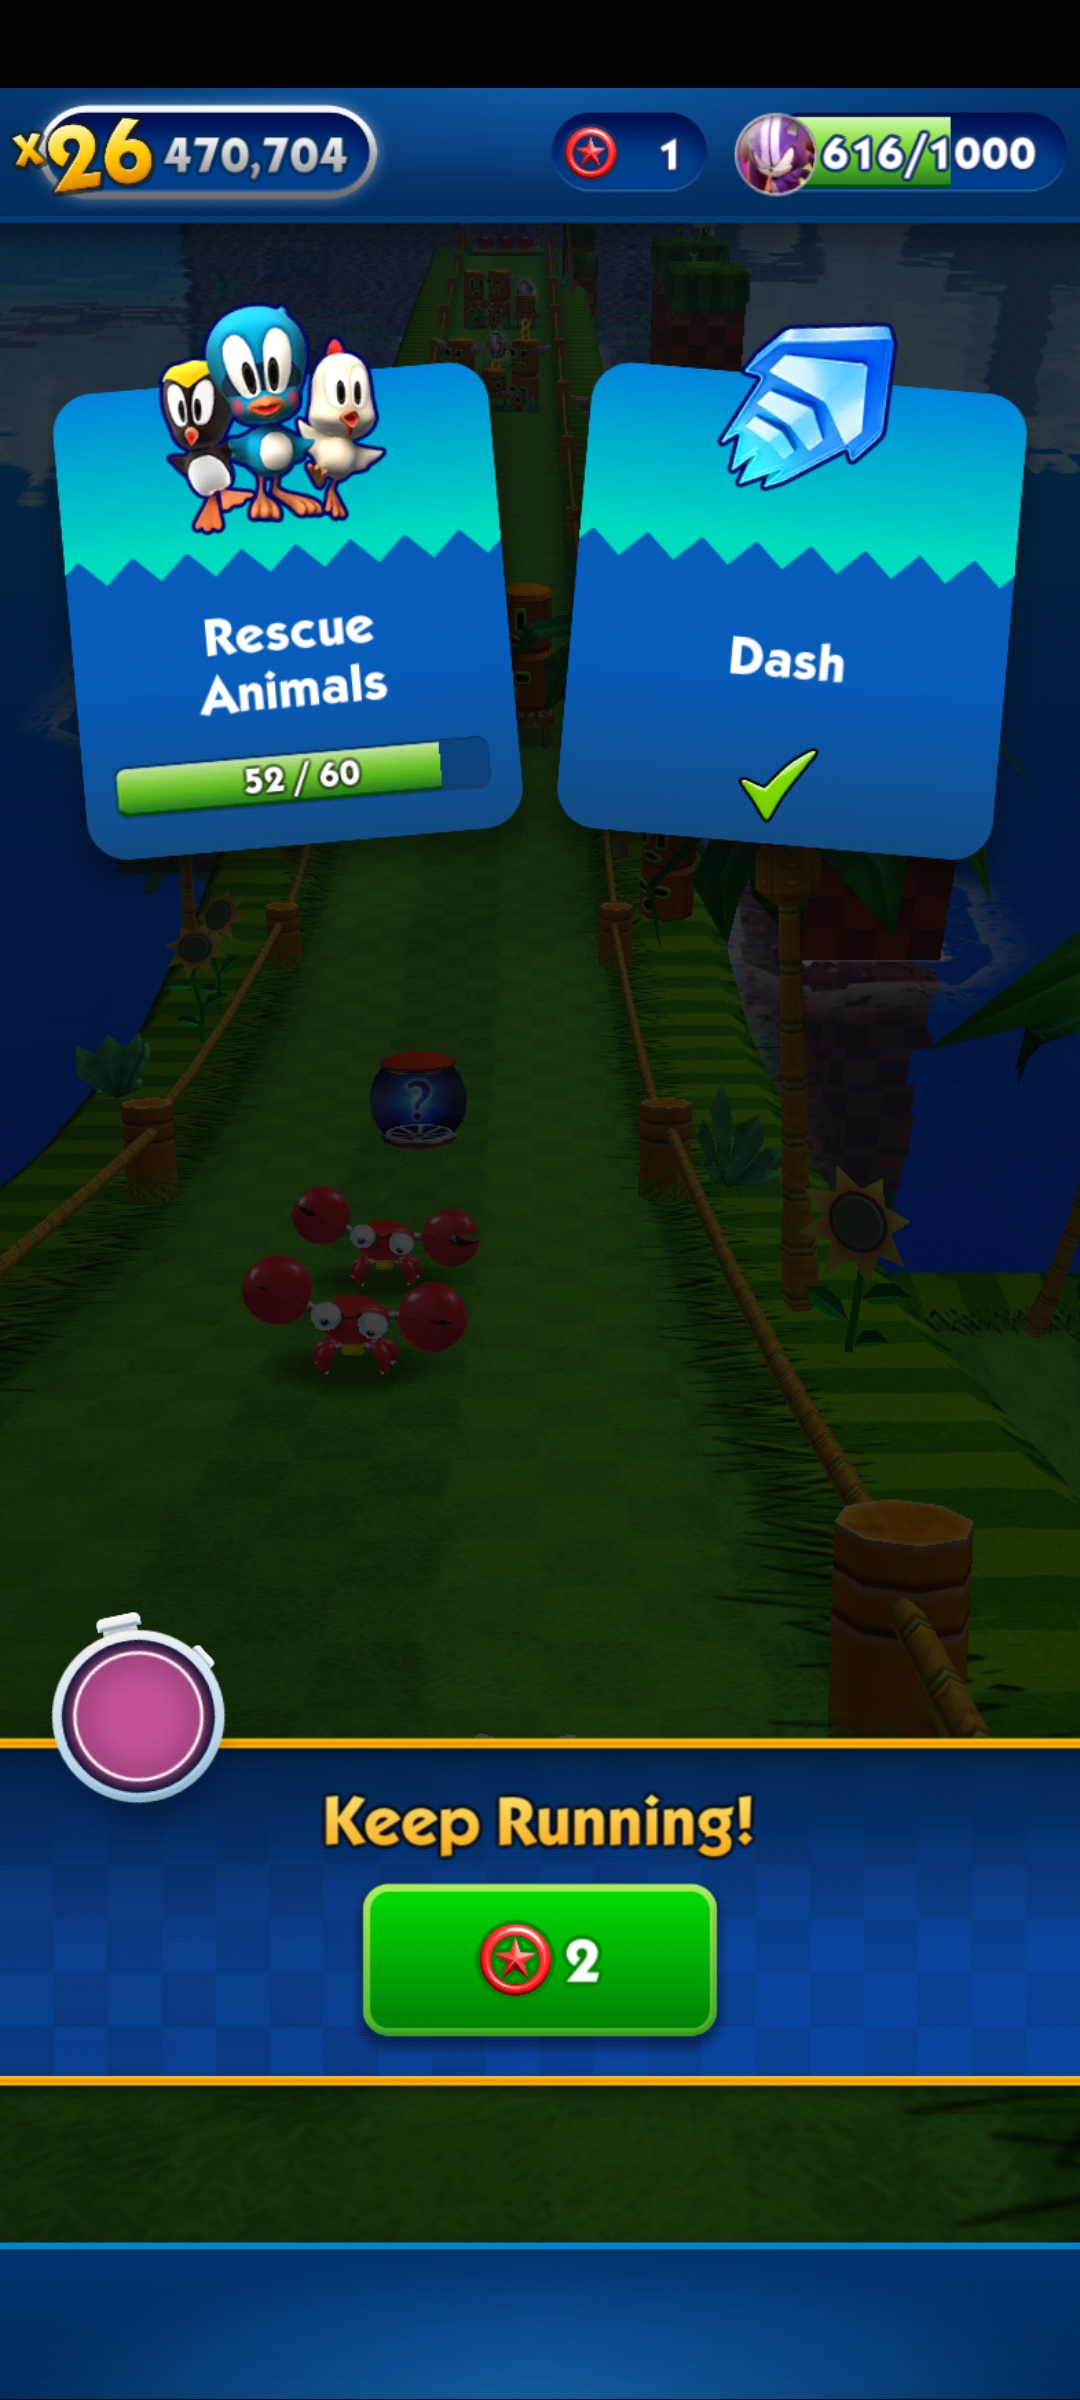 x26 470,704
1
616/1000
Rescue
Animals
52 / 60
Dash
?
Keep Running!
2